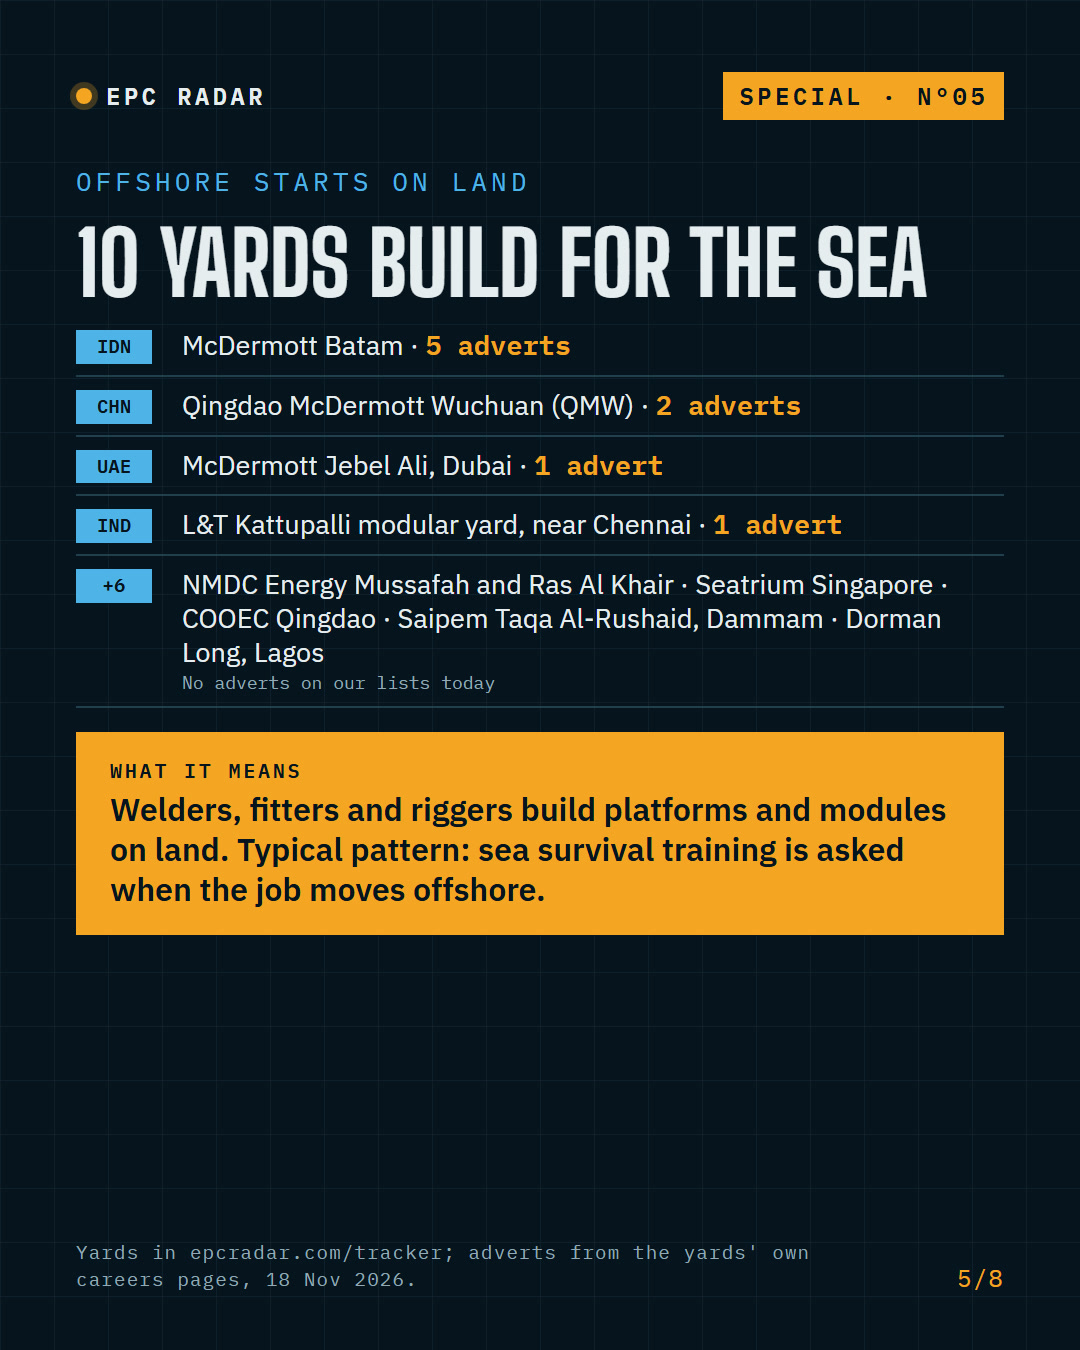 EPC RADAR
SPECIAL · N°05
OFFSHORE STARTS ON LAND
10 YARDS BUILD FOR THE SEA
IDN McDermott Batam · 5 adverts
CHN Qingdao McDermott Wuchuan (QMW) · 2 adverts
UAE McDermott Jebel Ali, Dubai · 1 advert
IND L&T Kattupalli modular yard, near Chennai · 1 advert
+6 NMDC Energy Mussafah and Ras Al Khair · Seatrium Singapore ·
COOEC Qingdao · Saipem Taqa Al-Rushaid, Dammam · Dorman
Long, Lagos
No adverts on our lists today
WHAT IT MEANS
Welders, fitters and riggers build platforms and modules
on land. Typical pattern: sea survival training is asked
when the job moves offshore.
Yards in epcradar.com/tracker; adverts from the yards' own
careers pages, 18 Nov 2026.
5/8